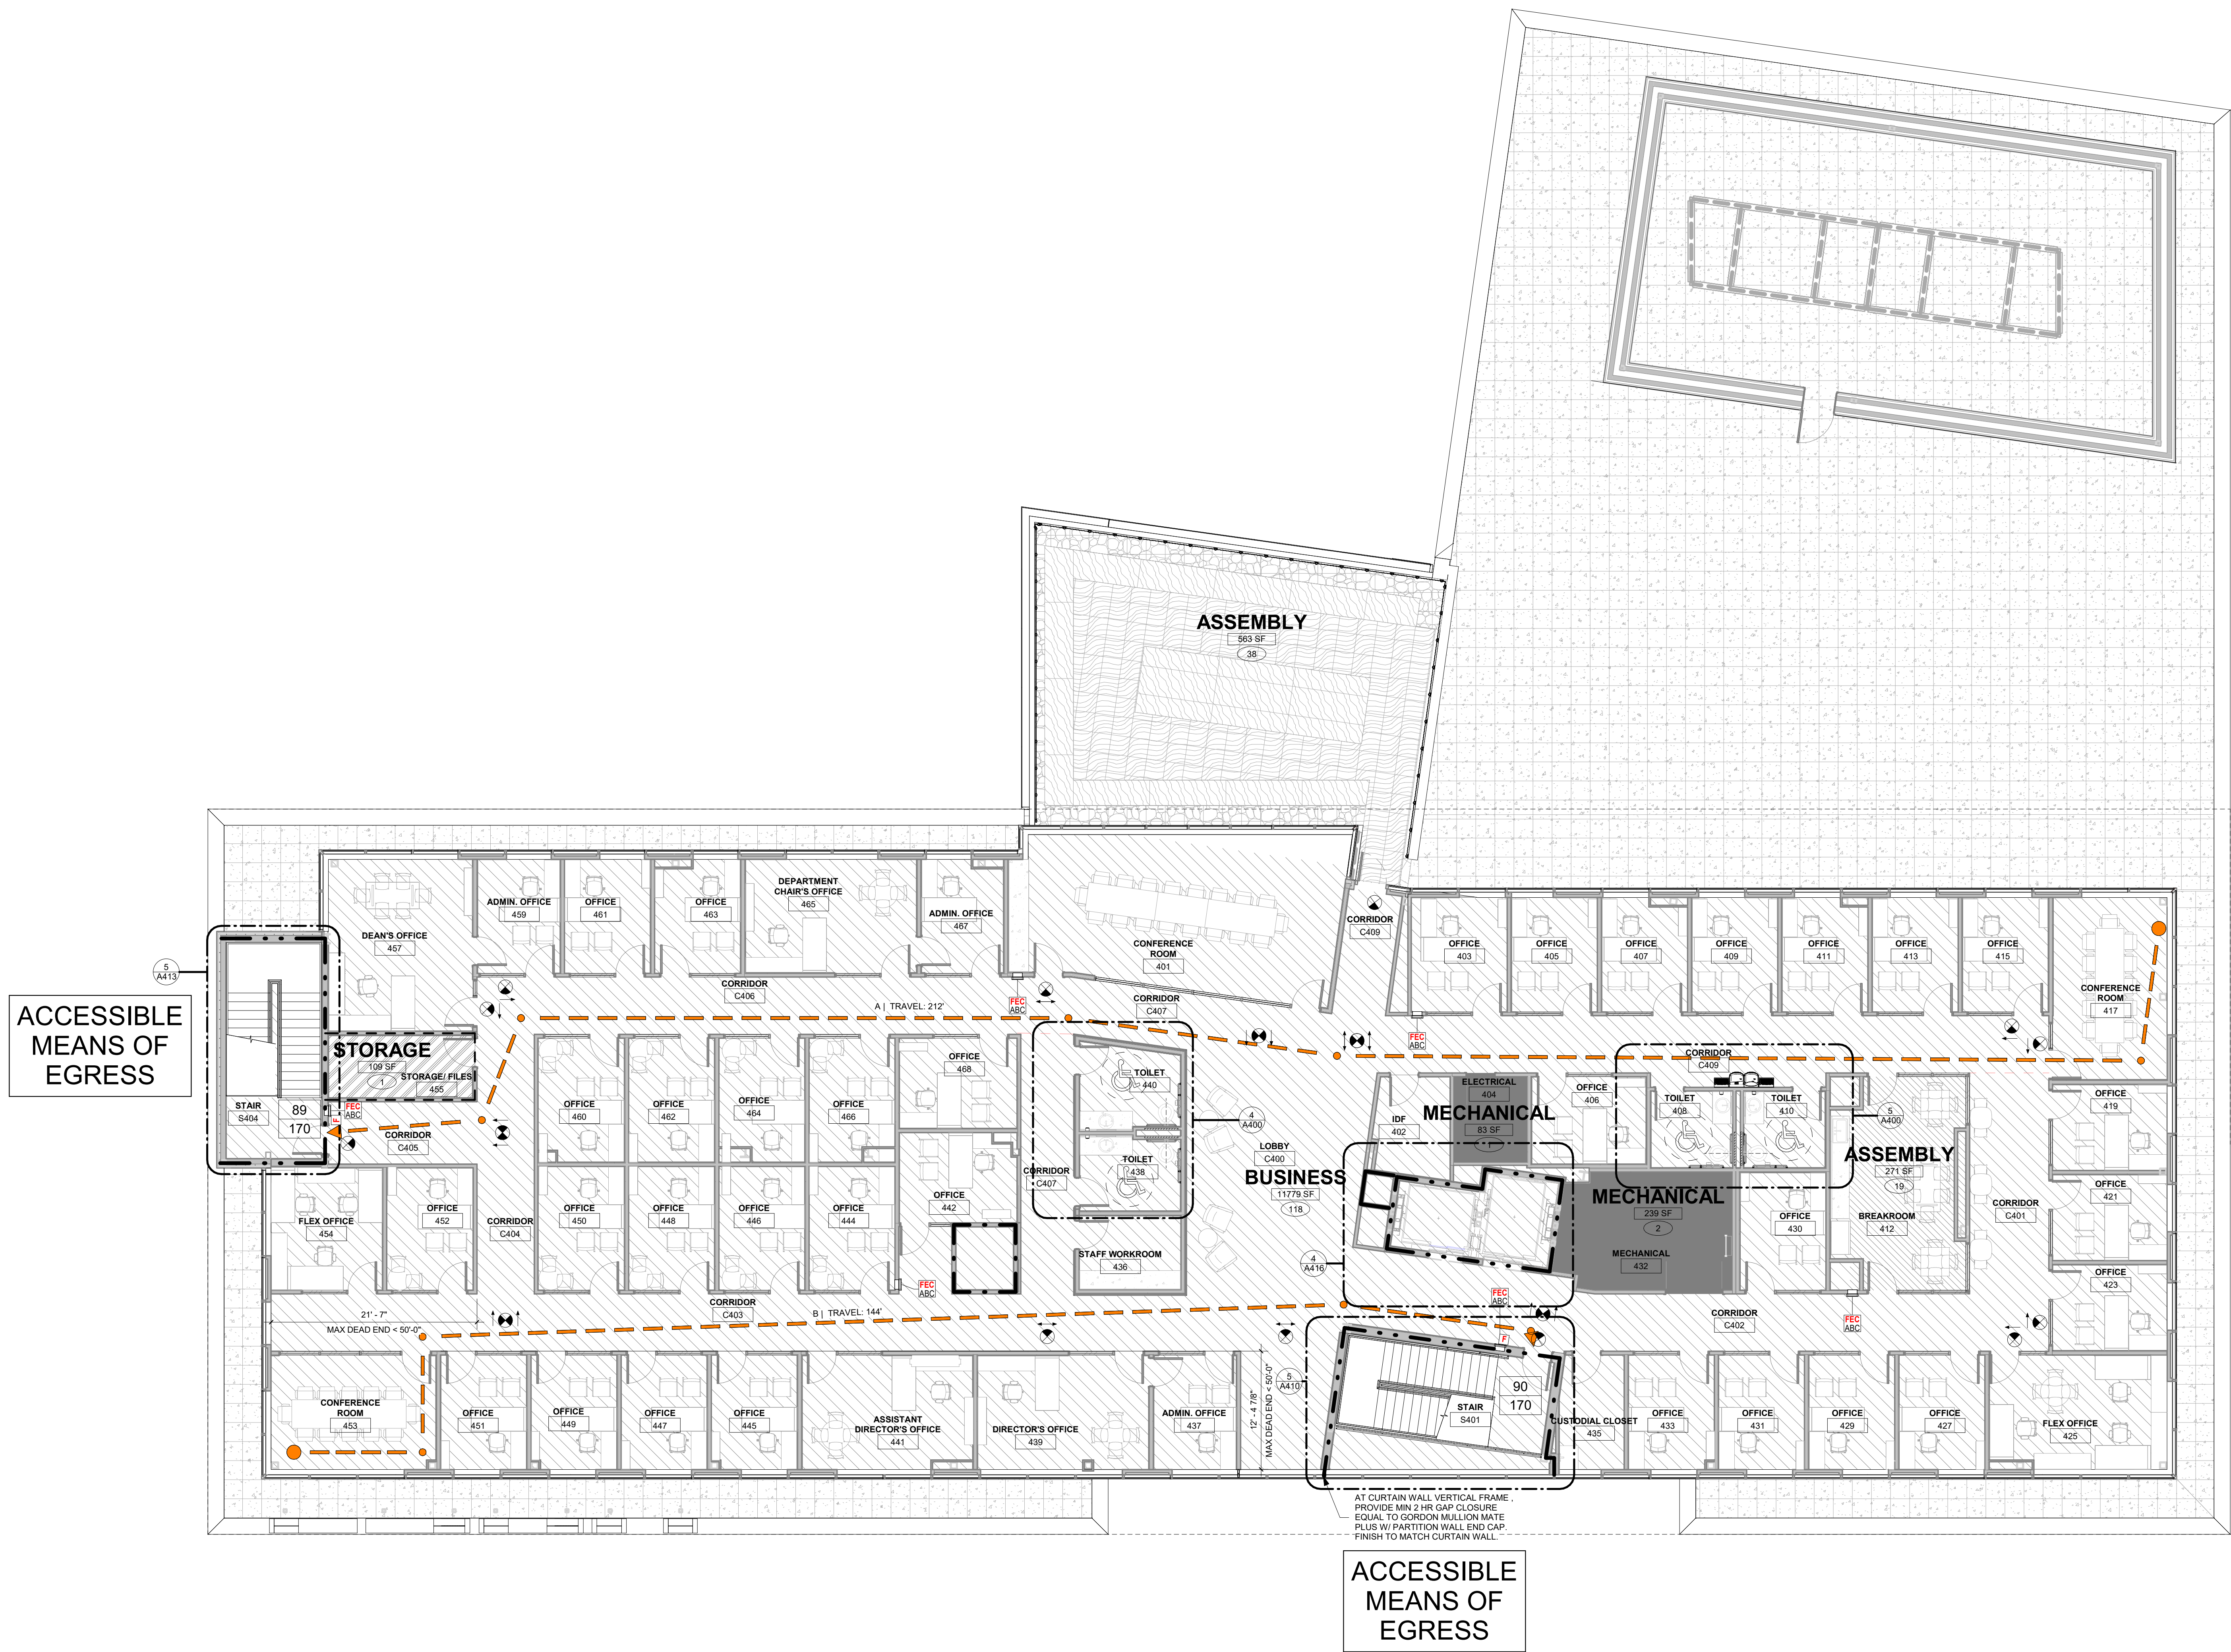 ASSEMBLY
563 SF
38
DEPARTMENT
CHAIR'S OFFICE
465
ADMIN. OFFICE
459
OFFICE
461
OFFICE
463
ADMIN. OFFICE
467
DEAN'S OFFICE
457
CONFERENCE
ROOM
401
CORRIDOR
C409
OFFICE
403
OFFICE
405
OFFICE
407
OFFICE
409
OFFICE
411
OFFICE
413
OFFICE
415
CONFERENCE
ROOM
417
5
A413
ACCESSIBLE
MEANS OF
EGRESS
CORRIDOR
C406
A | TRAVEL: 212'
FEC
ABC
CORRIDOR
C407
FEC
ABC
STORAGE
109 SF
1
STORAGE/ FILES
455
STAIR
S404
89
170
F
FEC
ABC
CORRIDOR
C405
OFFICE
460
OFFICE
462
OFFICE
464
OFFICE
466
OFFICE
468
TOILET
440
4
A400
TOILET
438
CORRIDOR
C407
LOBBY
C400
BUSINESS
11779 SF
118
IDF
402
ELECTRICAL
404
MECHANICAL
83 SF
1
OFFICE
406
CORRIDOR
C409
TOILET
408
TOILET
410
5
A400
ASSEMBLY
271 SF
19
BREAKROOM
412
OFFICE
419
OFFICE
421
OFFICE
423
CORRIDOR
C401
FLEX OFFICE
454
OFFICE
452
CORRIDOR
C404
OFFICE
450
OFFICE
448
OFFICE
446
OFFICE
444
OFFICE
442
FEC
ABC
STAFF WORKROOM
436
4
A416
MECHANICAL
239 SF
2
MECHANICAL
432
OFFICE
430
21' - 7"
MAX DEAD END < 50'-0"
CORRIDOR
C403
B | TRAVEL: 144'
FEC
ABC
F
CORRIDOR
C402
FEC
ABC
CONFERENCE
ROOM
453
OFFICE
451
OFFICE
449
OFFICE
447
OFFICE
445
ASSISTANT
DIRECTOR'S OFFICE
441
DIRECTOR'S OFFICE
439
ADMIN. OFFICE
437
12' - 4 7/8"
MAX DEAD END < 50'-0"
5
A410
STAIR
S401
90
170
CUSTODIAL CLOSET
435
OFFICE
433
OFFICE
431
OFFICE
429
OFFICE
427
FLEX OFFICE
425
AT CURTAIN WALL VERTICAL FRAME ,
PROVIDE MIN 2 HR GAP CLOSURE
EQUAL TO GORDON MULLION MATE
PLUS W/ PARTITION WALL END CAP.
FINISH TO MATCH CURTAIN WALL.
ACCESSIBLE
MEANS OF
EGRESS